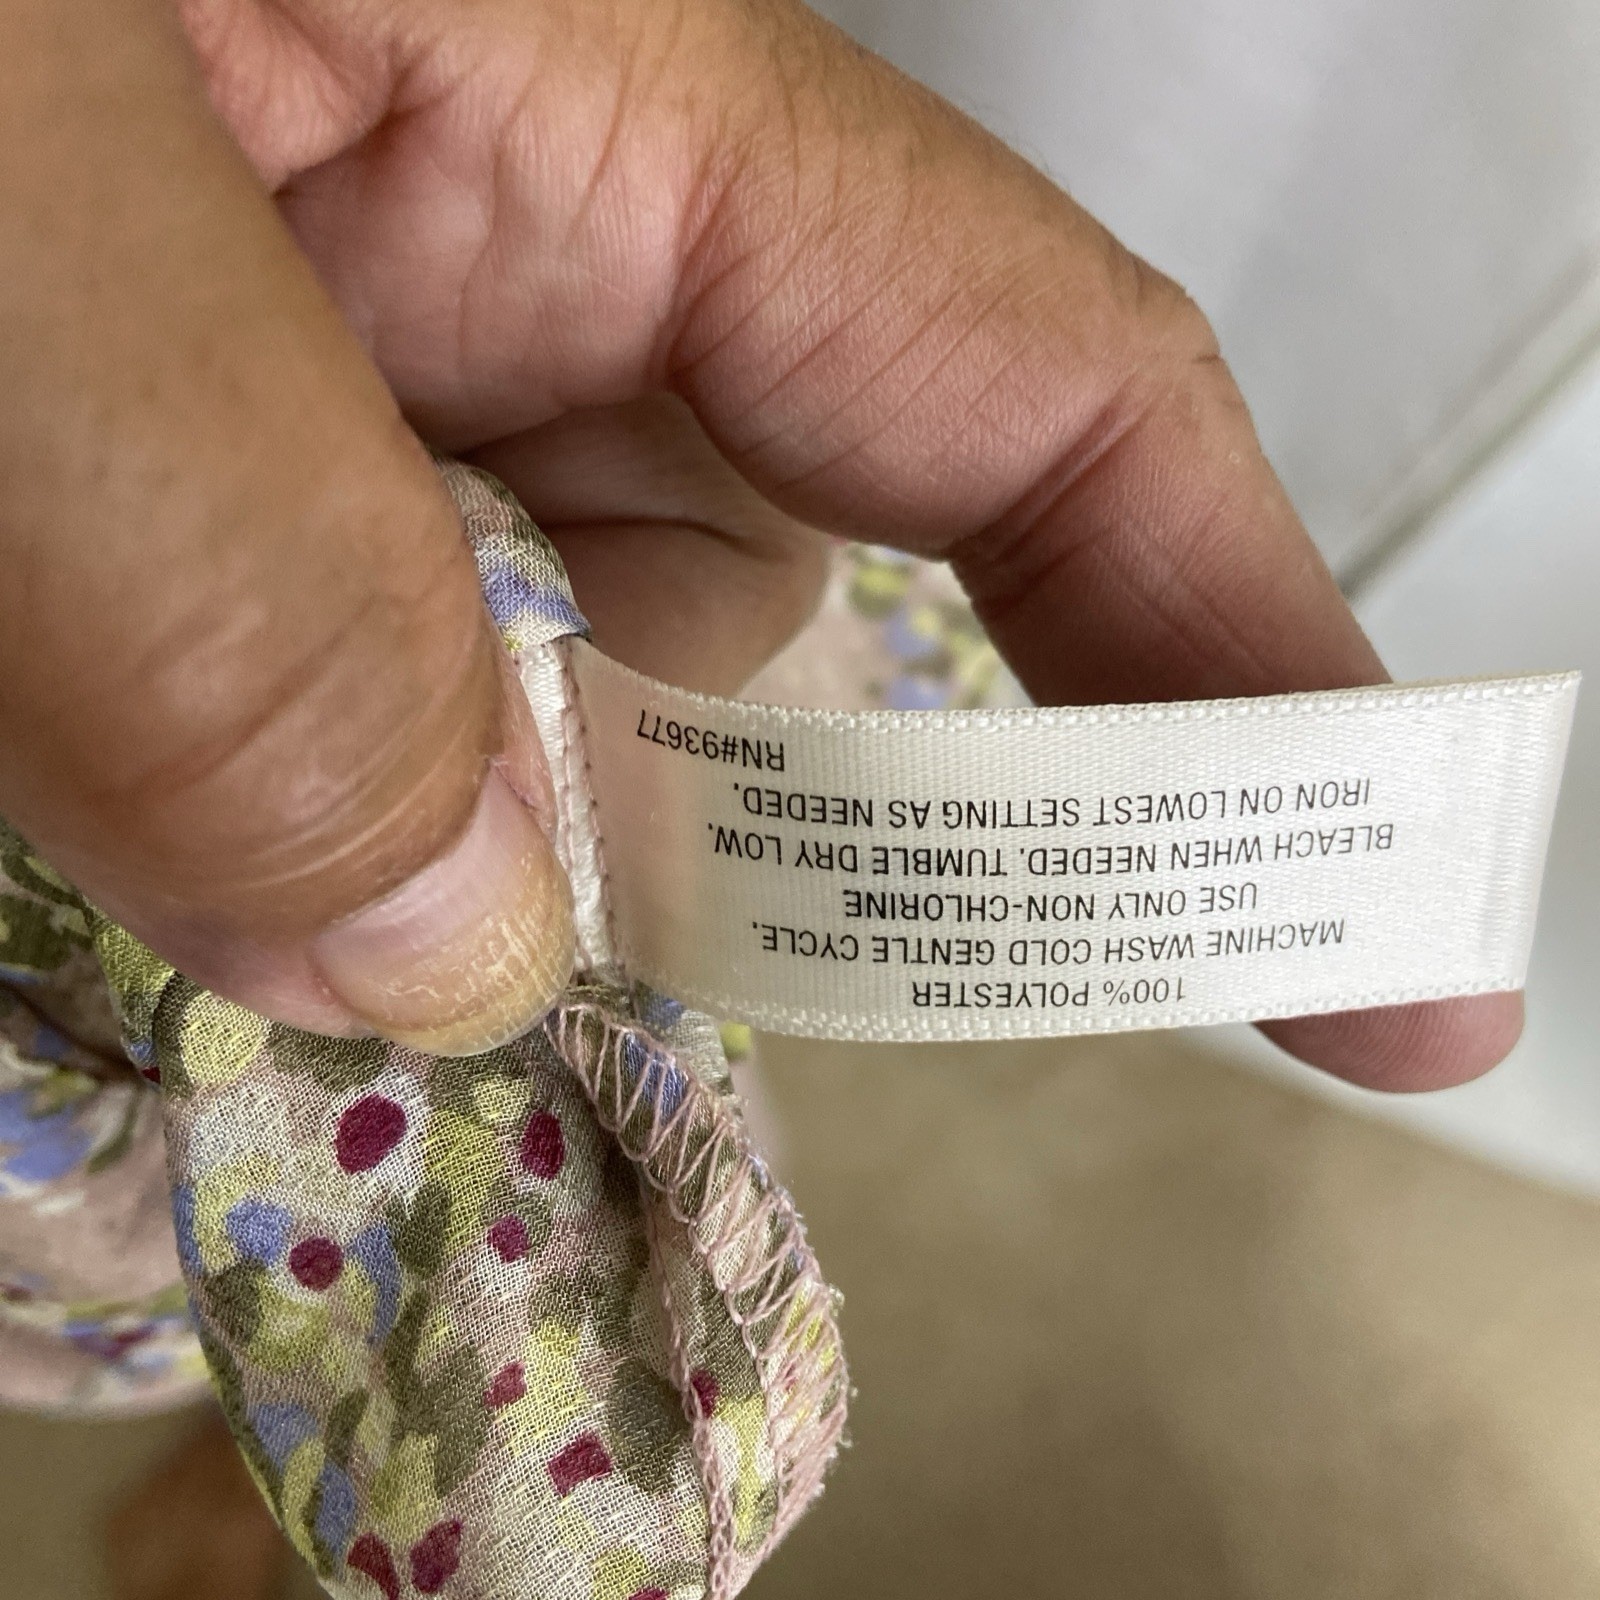 100% POLYESTER
MACHINE WASH COLD GENTLE CYCLE.
USE ONLY NON-CHLORINE
BLEACH WHEN NEEDED. TUMBLE DRY LOW.
IRON ON LOWEST SETTING AS NEEDED.
RN#93677